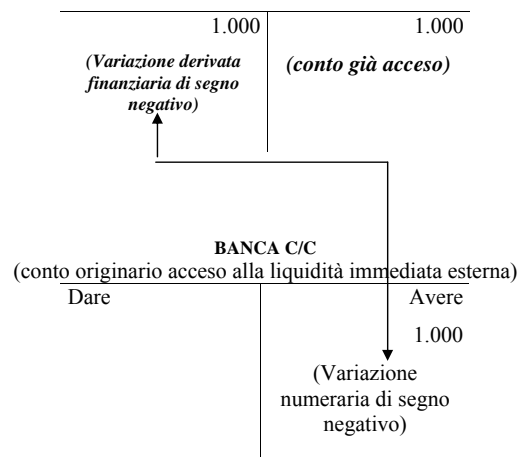 1.000 1.000
(Variazione derivata (conto già acceso)
finanziaria di segno
negativo)
BANCA C/C
(conto originario acceso alla liquidità immediata esterna)
Dare Avere
1.000
(Variazione
numeraria di segno
negativo)